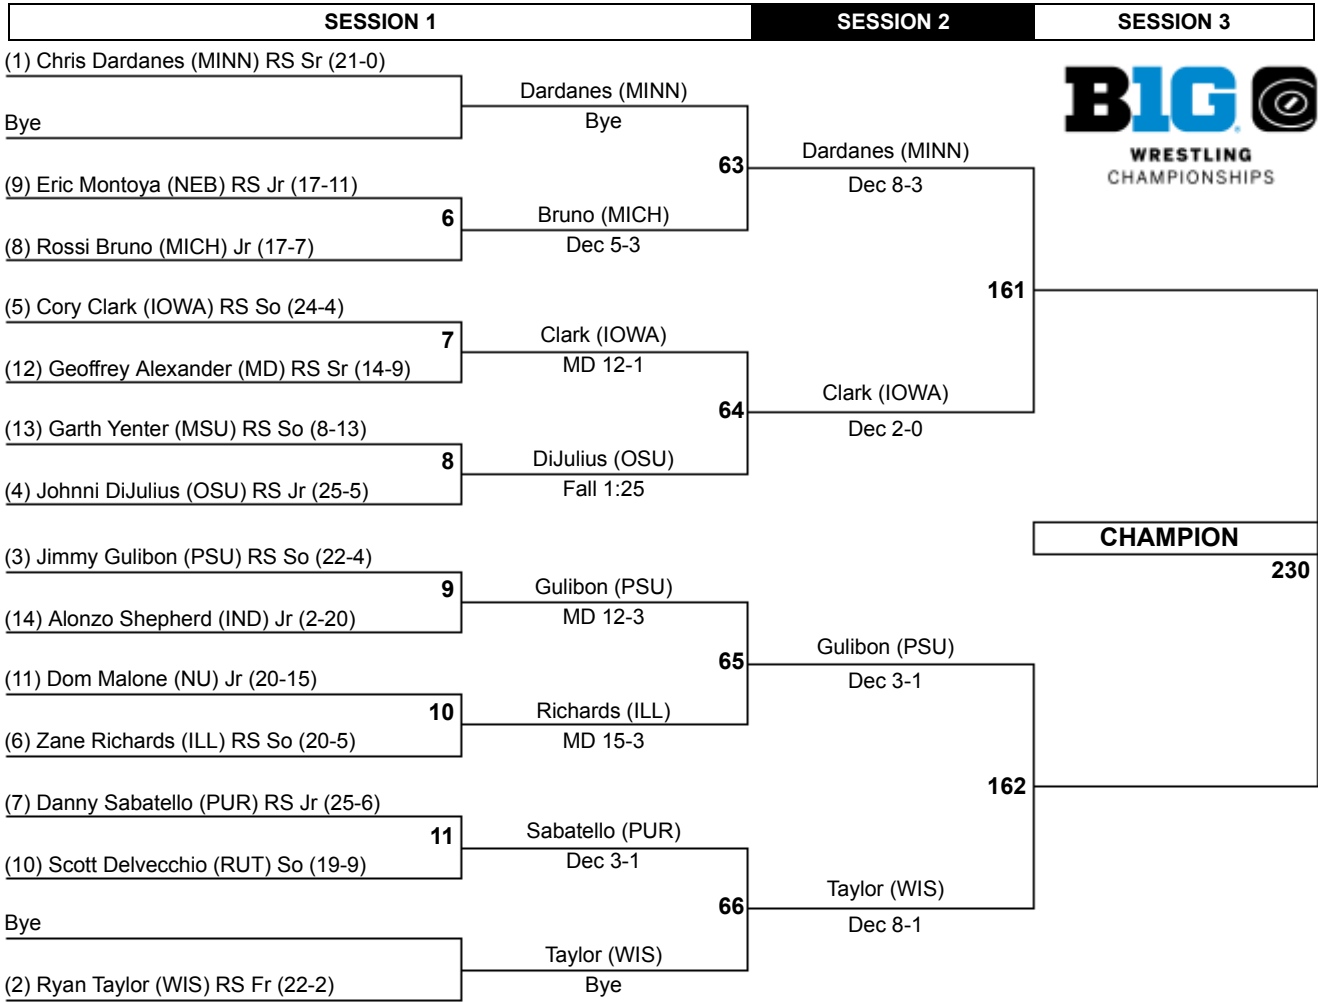 SESSION 1
SESSION 2
SESSION 3
(1) Chris Dardanes (MINN) RS Sr (21-0)
Bye
(9) Eric Montoya (NEB) RS Jr (17-11)
6
(8) Rossi Bruno (MICH) Jr (17-7)
(5) Cory Clark (IOWA) RS So (24-4)
7
(12) Geoffrey Alexander (MD) RS Sr (14-9)
(13) Garth Yenter (MSU) RS So (8-13)
8
(4) Johnni DiJulius (OSU) RS Jr (25-5)
(3) Jimmy Gulibon (PSU) RS So (22-4)
9
(14) Alonzo Shepherd (IND) Jr (2-20)
(11) Dom Malone (NU) Jr (20-15)
10
(6) Zane Richards (ILL) RS So (20-5)
(7) Danny Sabatello (PUR) RS Jr (25-6)
11
(10) Scott Delvecchio (RUT) So (19-9)
Bye
(2) Ryan Taylor (WIS) RS Fr (22-2)
Dardanes (MINN)
Bye
63
Bruno (MICH)
Dec 5-3
Clark (IOWA)
MD 12-1
64
DiJulius (OSU)
Fall 1:25
Gulibon (PSU)
MD 12-3
65
Richards (ILL)
MD 15-3
Sabatello (PUR)
Dec 3-1
66
Taylor (WIS)
Bye
Dardanes (MINN)
Dec 8-3
161
Clark (IOWA)
Dec 2-0
Gulibon (PSU)
Dec 3-1
162
Taylor (WIS)
Dec 8-1
B1G
WRESTLING
CHAMPIONSHIPS
CHAMPION
230